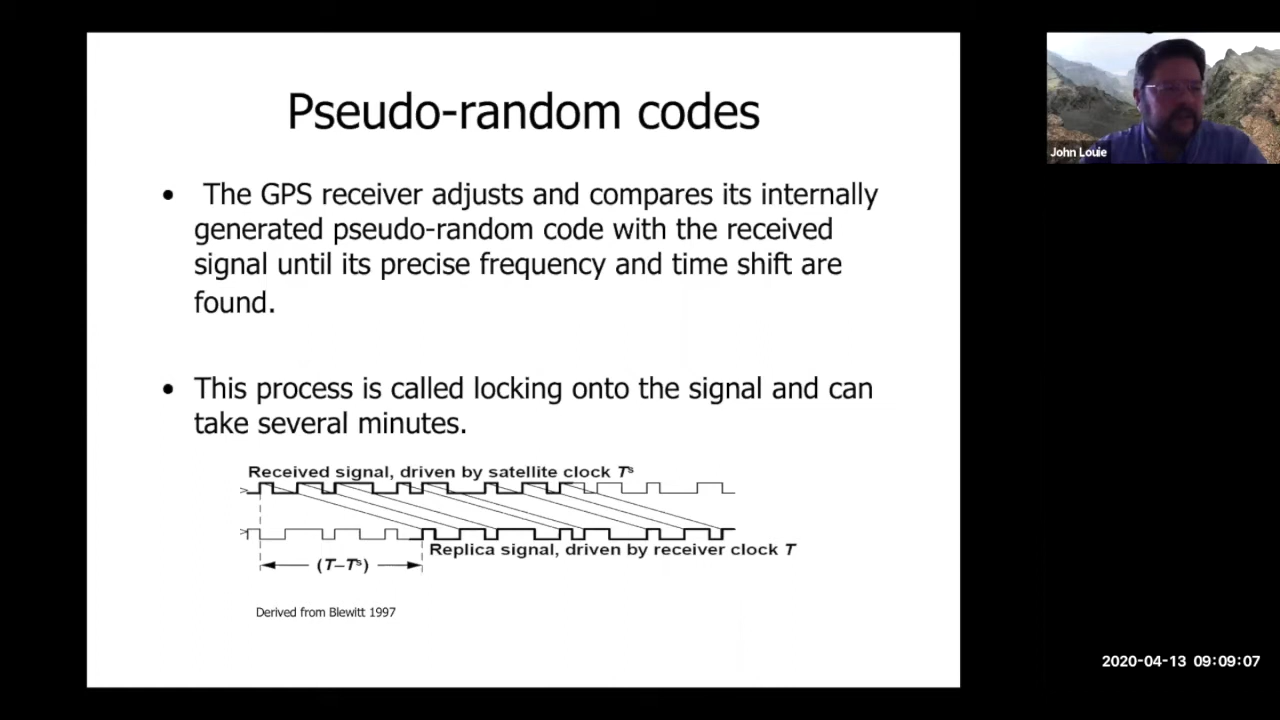 Pseudo-random codes
• The GPS receiver adjusts and compares its internally
generated pseudo-random code with the received
signal until its precise frequency and time shift are
found.
• This process is called locking onto the signal and can
take several minutes.
Received signal, driven by satellite clock Tˢ
Replica signal, driven by receiver clock T
(T–Tˢ)
Derived from Blewitt 1997
John Louie
2020-04-13 09:09:07